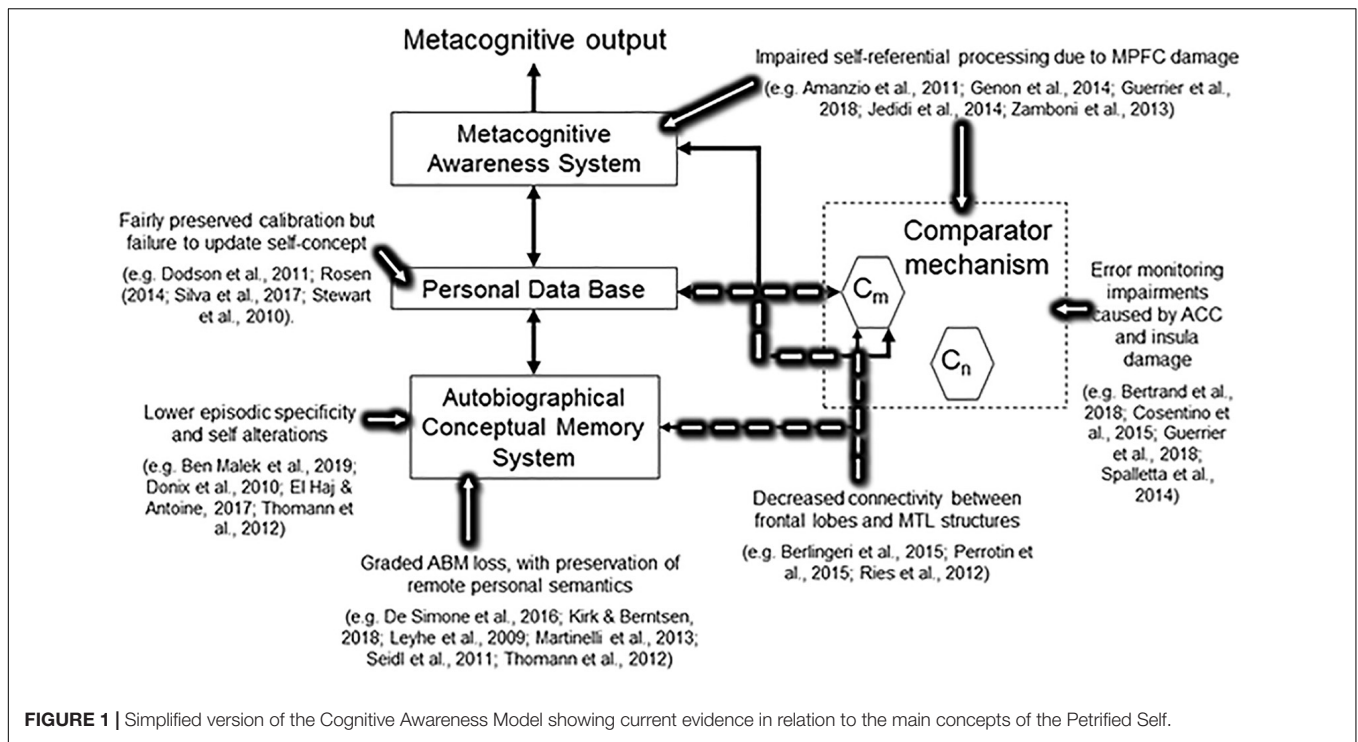 Metacognitive output
Impaired self-referential processing due to MPFC damage
(e.g. Amanzio et al., 2011; Genon et al., 2014; Guerrier et al.,
2018; Jedidi et al., 2014; Zamboni et al., 2013)
Metacognitive
Awareness System
Fairly preserved calibration but
failure to update self-concept
(e.g. Dodson et al., 2011; Rosen
(2014; Silva et al., 2017; Stewart
et al., 2010).
Personal Data Base
Comparator
mechanism
Cm
Cn
Error monitoring
impairments
caused by ACC
and insula
damage
(e.g. Bertrand et al.,
2018; Cosentino et
al., 2015; Guerrier
et al., 2018;
Spalletta et al.,
2014)
Lower episodic specificity
and self alterations
(e.g. Ben Malek et al., 2019;
Donix et al., 2010; El Haj &
Antoine, 2017; Thomann et
al., 2012)
Autobiographical
Conceptual Memory
System
Decreased connectivity between
frontal lobes and MTL structures
(e.g. Berlingeri et al., 2015; Perrotin et
al., 2015; Ries et al., 2012)
Graded ABM loss, with preservation of
remote personal semantics
(e.g. De Simone et al., 2016; Kirk & Berntsen,
2018; Leyhe et al., 2009; Martinelli et al., 2013;
Seidl et al., 2011; Thomann et al., 2012)
FIGURE 1 | Simplified version of the Cognitive Awareness Model showing current evidence in relation to the main concepts of the Petrified Self.